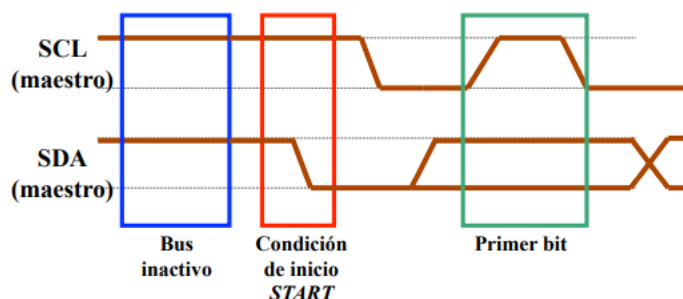 SCL
(maestro)
SDA
(maestro)
Bus
inactivo
Condición
de inicio
START
Primer bit